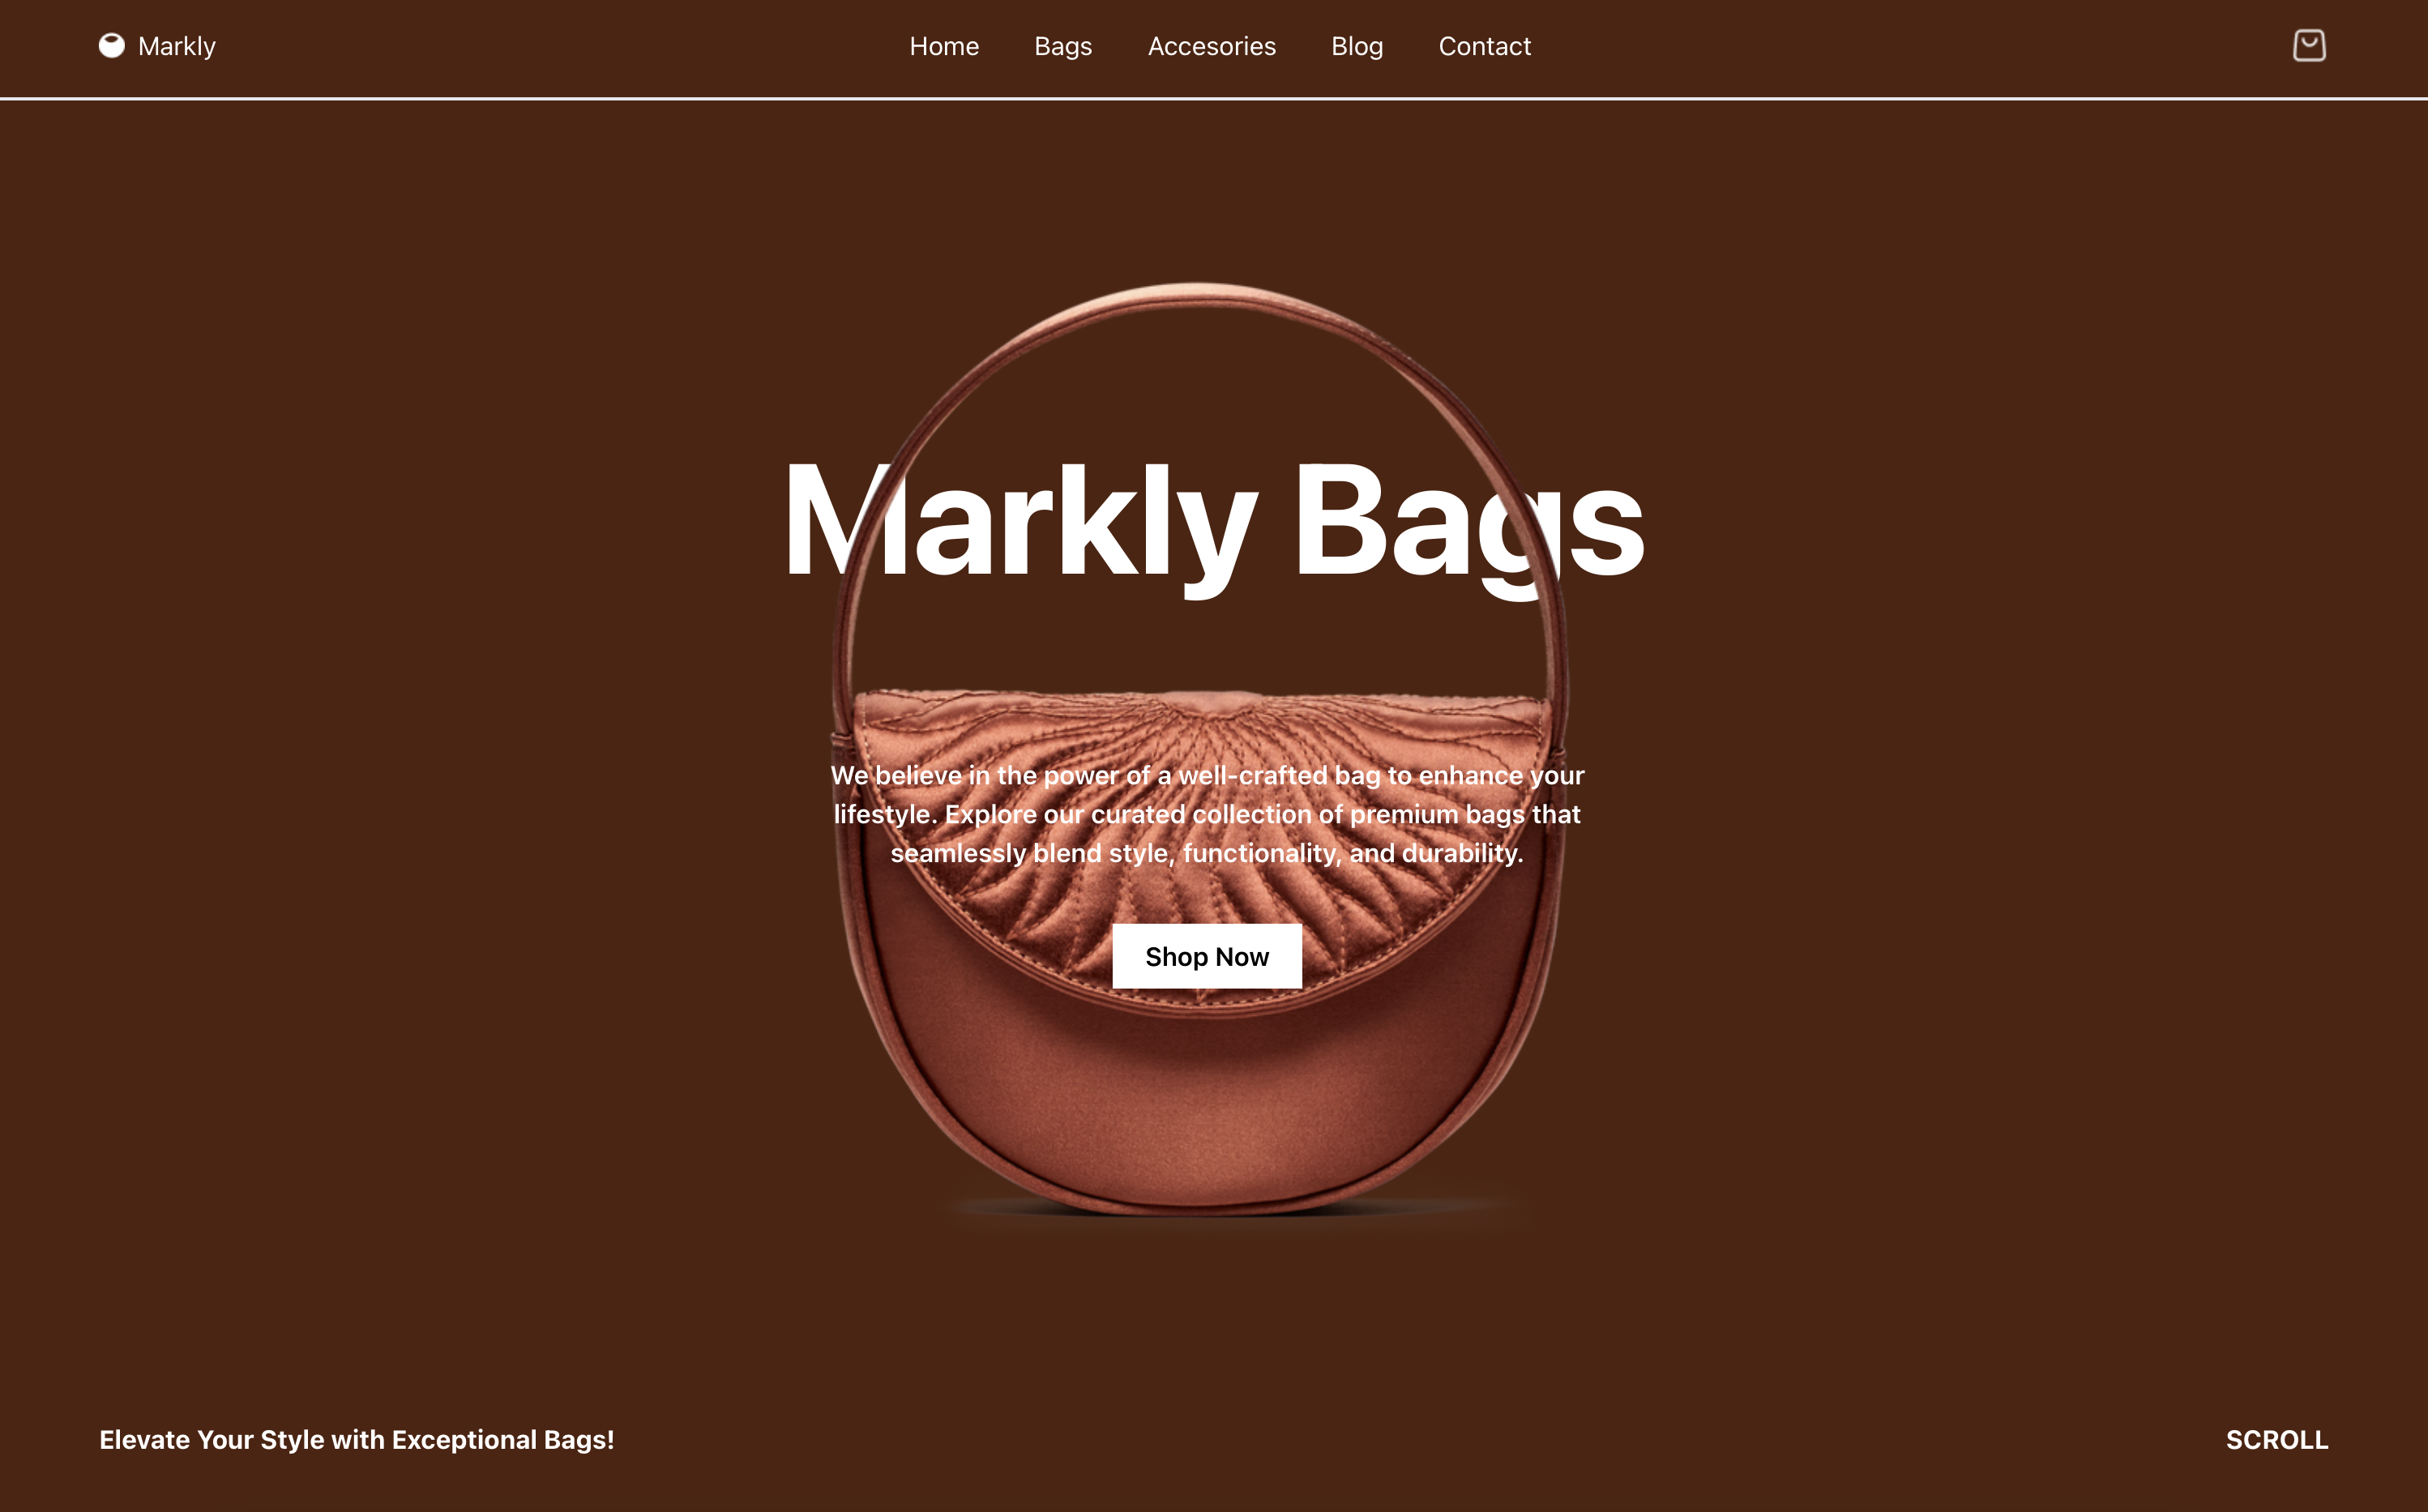 Markly
Home
Bags
Accesories
Blog
Contact
Markly Bags
We believe in the power of a well-crafted bag to enhance your
lifestyle. Explore our curated collection of premium bags that
seamlessly blend style, functionality, and durability.
Shop Now
Elevate Your Style with Exceptional Bags!
SCROLL